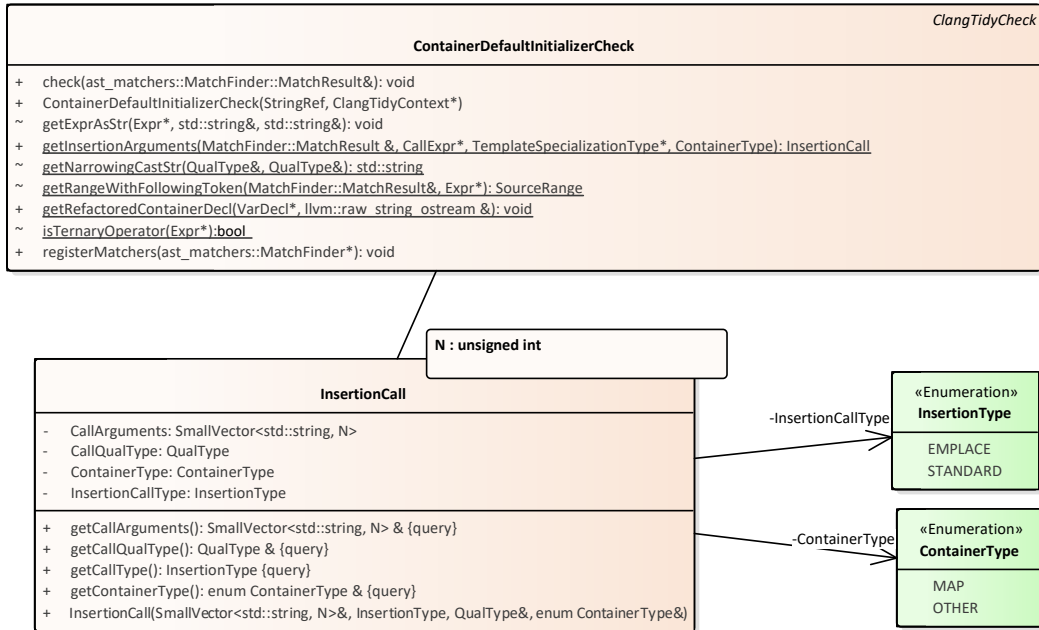 ClangTidyCheck
ContainerDefaultInitializerCheck
+ check(ast_matchers::MatchFinder::MatchResult&): void
+ ContainerDefaultInitializerCheck(StringRef, ClangTidyContext*)
~ getExprAsStr(Expr*, std::string&, std::string&): void
+ getInsertionArguments(MatchFinder::MatchResult &, CallExpr*, TemplateSpecializationType*, ContainerType): InsertionCall
~ getNarrowingCastStr(QualType&, QualType&): std::string
~ getRangeWithFollowingToken(MatchFinder::MatchResult&, Expr*): SourceRange
+ getRefactoredContainerDecl(VarDecl*, llvm::raw_string_ostream &): void
~ isTernaryOperator(Expr*):bool
+ registerMatchers(ast_matchers::MatchFinder*): void
N : unsigned int
InsertionCall
- CallArguments: SmallVector<std::string, N>
- CallQualType: QualType
- ContainerType: ContainerType
- InsertionCallType: InsertionType
+ getCallArguments(): SmallVector<std::string, N> & {query}
+ getCallQualType(): QualType & {query}
+ getCallType(): InsertionType {query}
+ getContainerType(): enum ContainerType & {query}
+ InsertionCall(SmallVector<std::string, N>&, InsertionType, QualType&, enum ContainerType&)
-InsertionCallType
«Enumeration»
InsertionType
EMPLACE
STANDARD
-ContainerType
«Enumeration»
ContainerType
MAP
OTHER